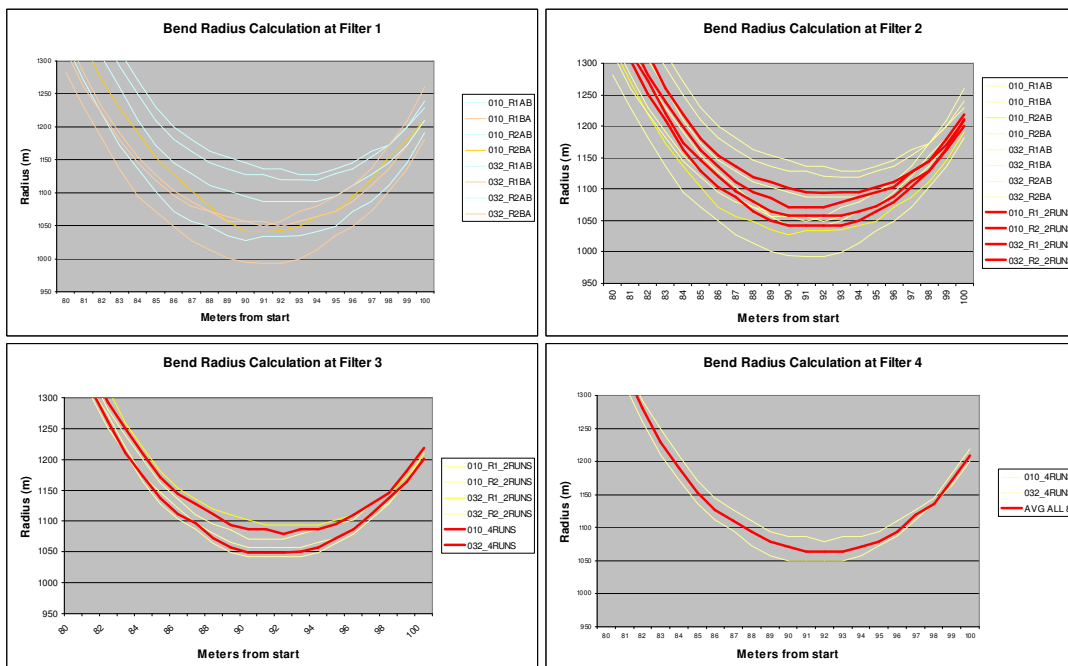 Bend Radius Calculation at Filter 1
1300
1250
1200
1150
1100
1050
1000
950
Radius (m)
80 81 82 83 84 85 86 87 88 89 90 91 92 93 94 95 96 97 98 99 100
Meters from start
010_R1AB
010_R1BA
010_R2AB
010_R2BA
032_R1AB
032_R1BA
032_R2AB
032_R2BA
Bend Radius Calculation at Filter 2
1300
1250
1200
1150
1100
1050
1000
950
Radius (m)
80 81 82 83 84 85 86 87 88 89 90 91 92 93 94 95 96 97 98 99 100
Meters from start
010_R1AB
010_R1BA
010_R2AB
010_R2BA
032_R1AB
032_R1BA
032_R2AB
032_R2BA
010_R1_2RUNS
010_R2_2RUNS
032_R1_2RUNS
032_R2_2RUNS
Bend Radius Calculation at Filter 3
1300
1250
1200
1150
1100
1050
1000
950
Radius (m)
80 82 84 86 88 90 92 94 96 98 100
Meters from start
010_R1_2RUNS
010_R2_2RUNS
032_R1_2RUNS
032_R2_2RUNS
010_4RUNS
032_4RUNS
Bend Radius Calculation at Filter 4
1300
1250
1200
1150
1100
1050
1000
950
Radius (m)
80 81 82 83 84 85 86 87 88 89 90 91 92 93 94 95 96 97 98 99 100
Meters from start
010_4RUNS
032_4RUNS
AVG ALL 8